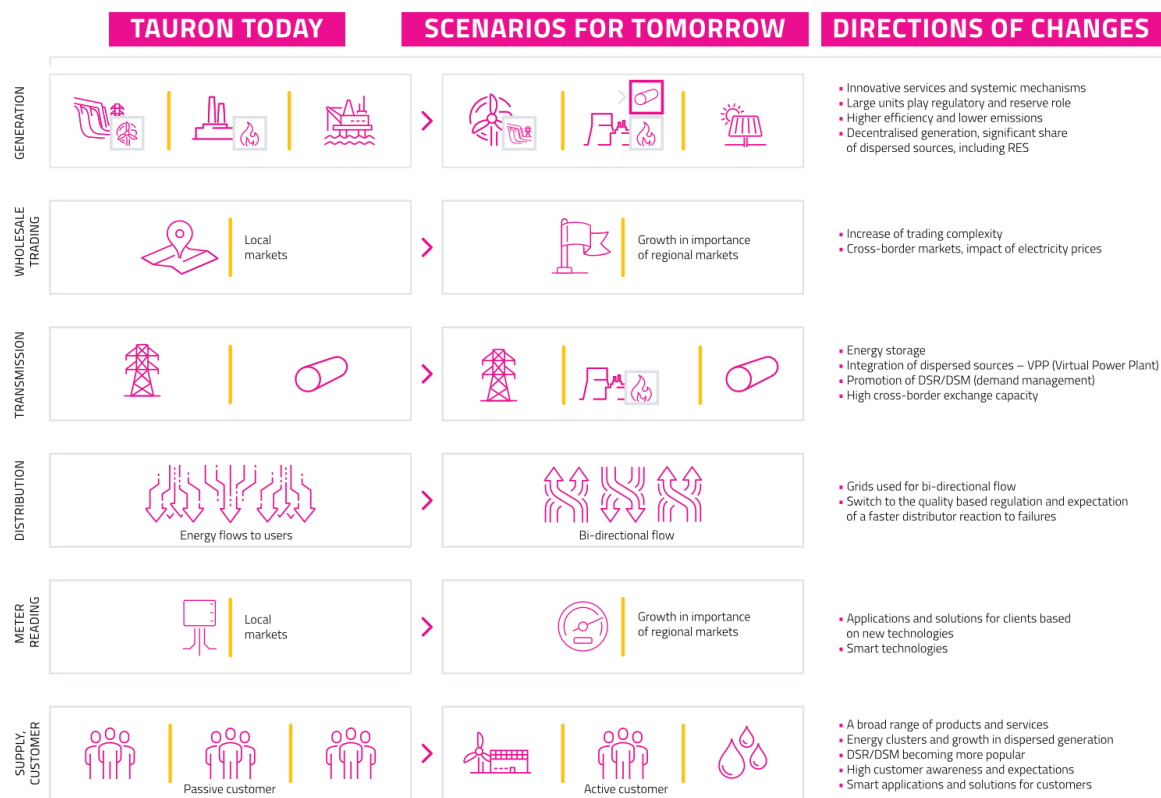 TAURON TODAY
SCENARIOS FOR TOMORROW
DIRECTIONS OF CHANGES
GENERATION
▪ Innovative services and systemic mechanisms
▪ Large units play regulatory and reserve role
▪ Higher efficiency and lower emissions
▪ Decentralised generation, significant share
of dispersed sources, including RES
WHOLESALE
TRADING
Local
markets
Growth in importance
of regional markets
▪ Increase of trading complexity
▪ Cross-border markets, impact of electricity prices
TRANSMISSION
▪ Energy storage
▪ Integration of dispersed sources – VPP (Virtual Power Plant)
▪ Promotion of DSR/DSM (demand management)
▪ High cross-border exchange capacity
DISTRIBUTION
Energy flows to users
Bi-directional flow
▪ Grids used for bi-directional flow
▪ Switch to the quality based regulation and expectation
of a faster distributor reaction to failures
METER
READING
Local
markets
Growth in importance
of regional markets
▪ Applications and solutions for clients based
on new technologies
▪ Smart technologies
SUPPLY,
CUSTOMER
Passive customer
Active customer
▪ A broad range of products and services
▪ Energy clusters and growth in dispersed generation
▪ DSR/DSM becoming more popular
▪ High customer awareness and expectations
▪ Smart applications and solutions for customers